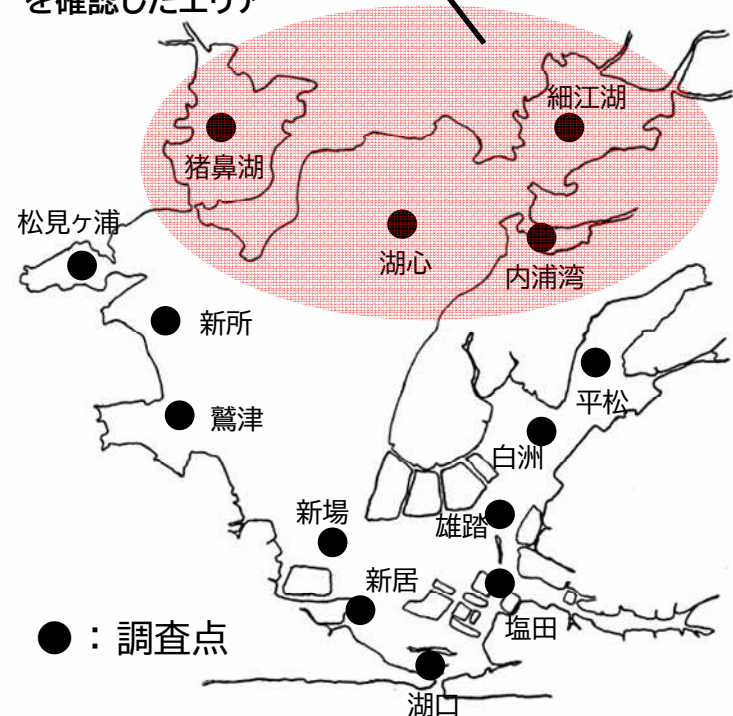 を確認したエリア
細江湖
猪鼻湖
松見ヶ浦
湖心
内浦湾
新所
平松
鷲津
白洲
新場
雄踏
新居
塩田
●：調査点
湖口